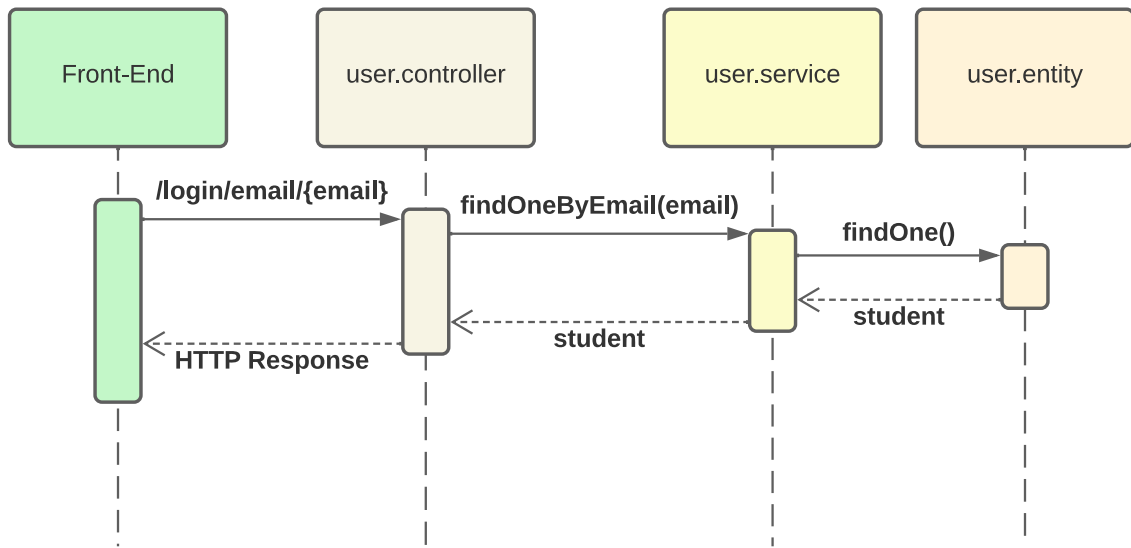 Front-End
user.controller
user.service
user.entity
/login/email/{email}
findOneByEmail(email)
findOne()
student
student
HTTP Response